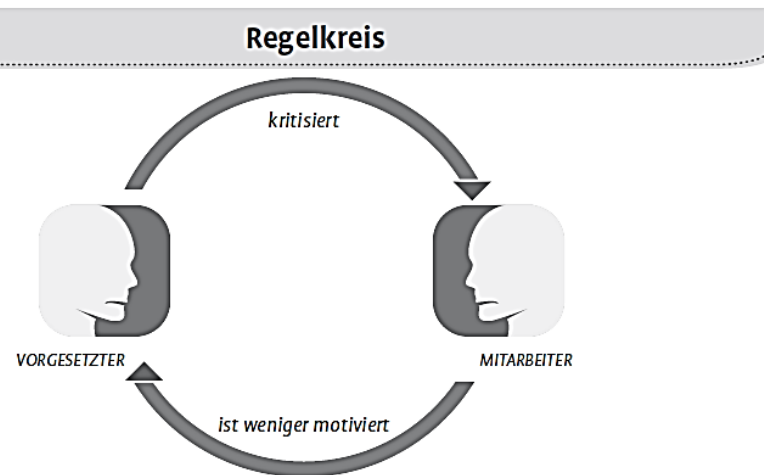 Regelkreis
kritisiert
VORGESETZTER
MITARBEITER
ist weniger motiviert